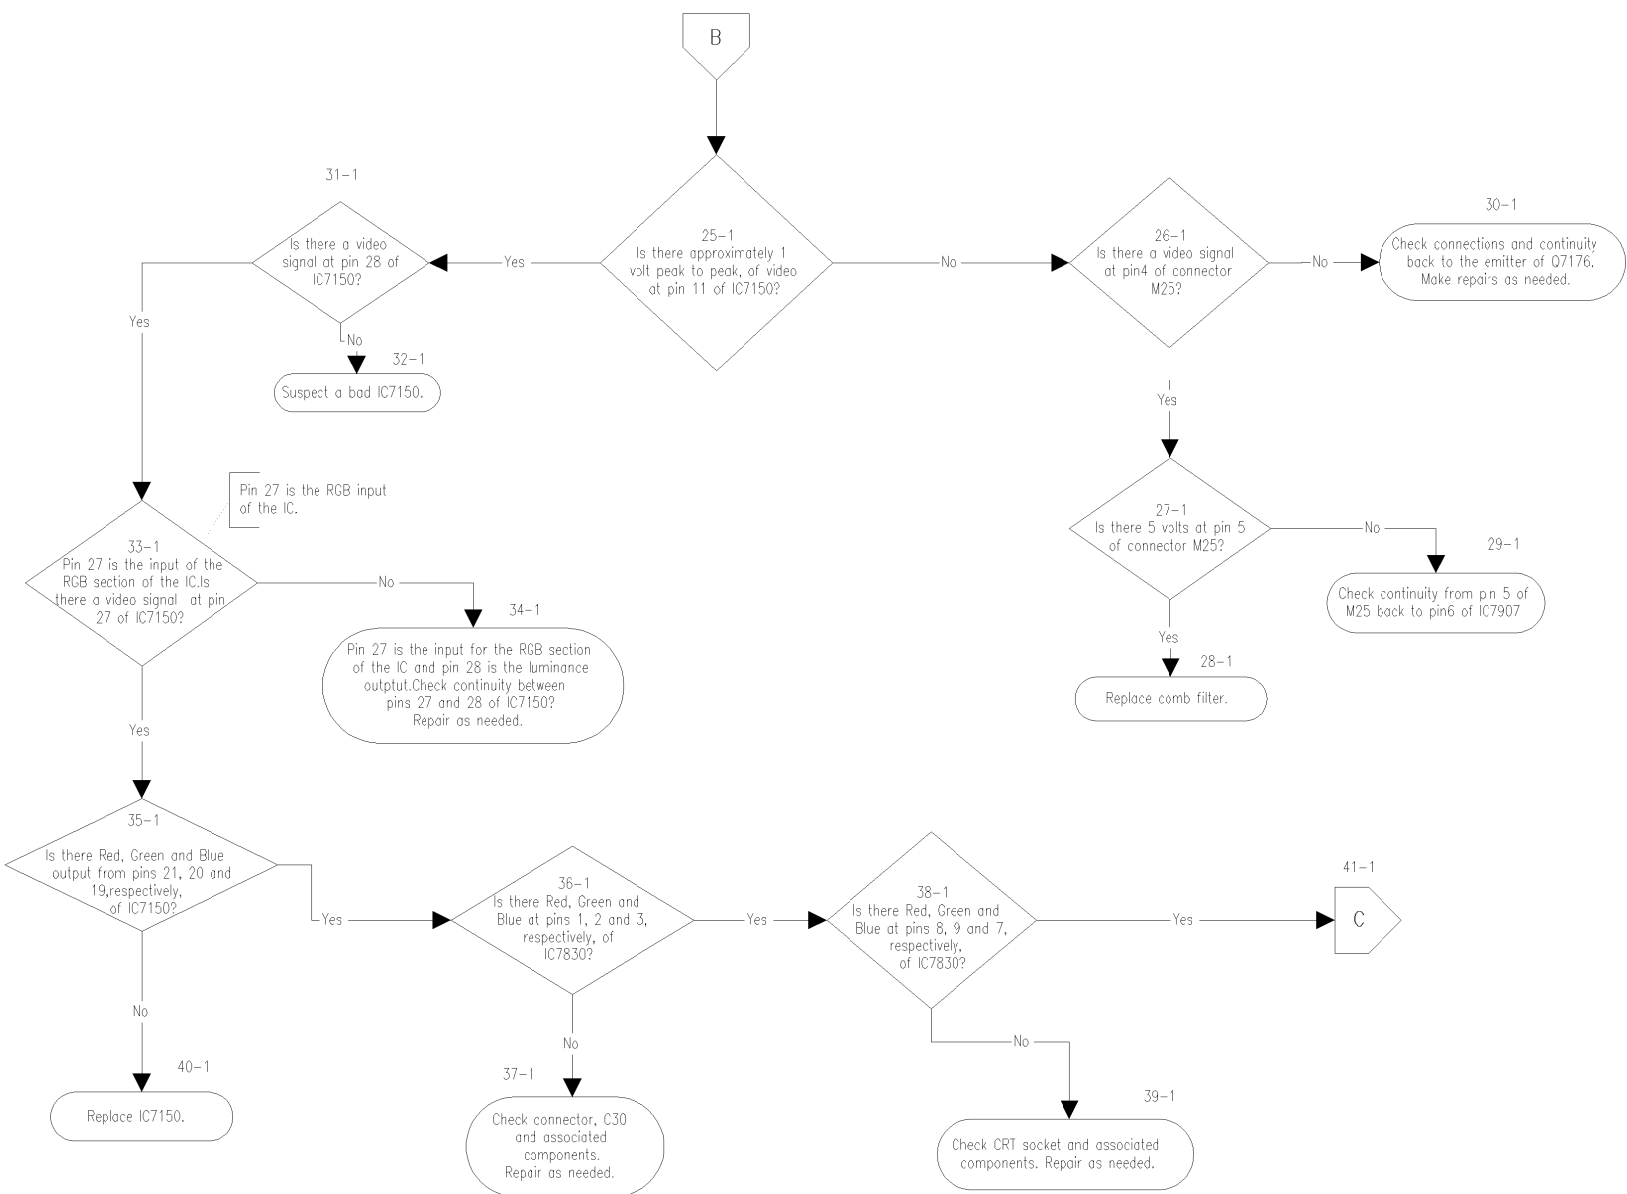 B
31-1
Is there a video
signal at pin 28 of
IC7150?
Yes
No
32-1
Suspect a bad IC7150.
Yes
25-1
Is there approximately 1
volt peak to peak, of video
at pin 11 of IC7150?
No
26-1
Is there a video signal
at pin4 of connector
M25?
No
30-1
Check connections and continuity
back to the emitter of Q7176.
Make repairs as needed.
Yes
27-1
Is there 5 volts at pin 5
of connector M25?
No
29-1
Check continuity from pin 5 of
M25 back to pin6 of IC7907
Yes
28-1
Replace comb filter.
Pin 27 is the RGB input
of the IC.
33-1
Pin 27 is the input of the
RGB section of the IC.Is
there a video signal at pin
27 of IC7150?
No
34-1
Pin 27 is the input for the RGB section
of the IC and pin 28 is the luminance
outptut.Check continuity between
pins 27 and 28 of IC7150?
Repair as needed.
Yes
35-1
Is there Red, Green and Blue
output from pins 21, 20 and
19,respectively,
of IC7150?
Yes
36-1
Is there Red, Green and
Blue at pins 1, 2 and 3,
respectively, of
IC7830?
Yes
38-1
Is there Red, Green and
Blue at pins 8, 9 and 7,
respectively,
of IC7830?
Yes
41-1
C
No
40-1
Replace IC7150.
No
37-1
Check connector, C30
and associated
components.
Repair as needed.
No
39-1
Check CRT socket and associated
components. Repair as needed.